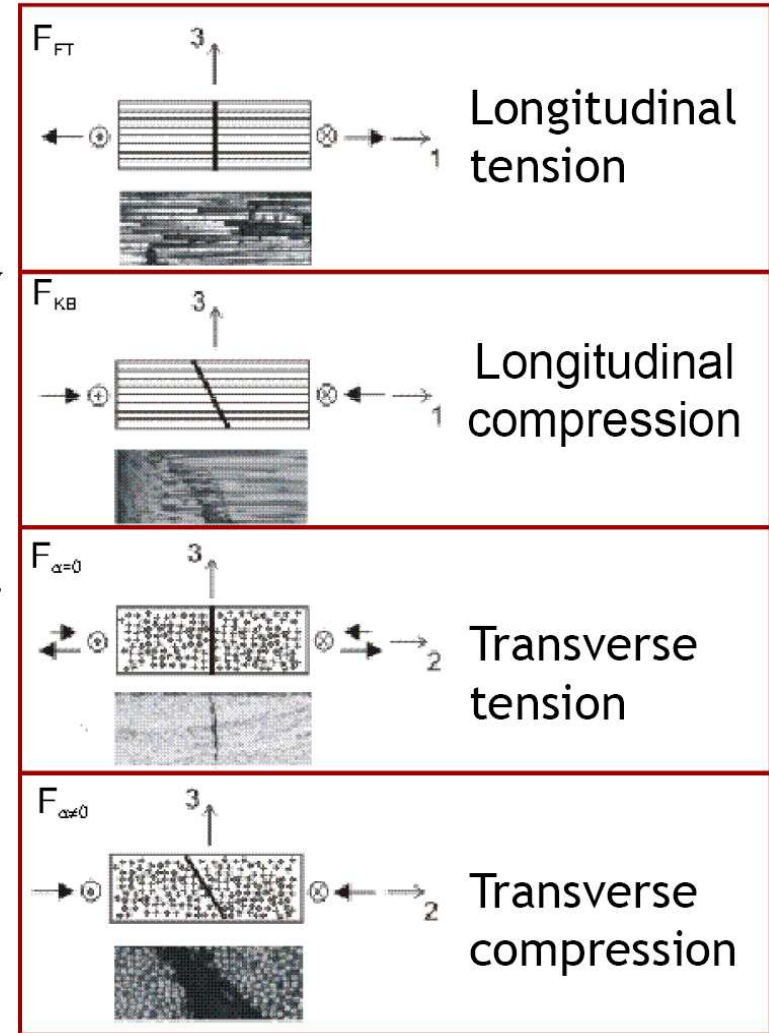 F_FT
3
⊙
⊗
1
Longitudinal
tension
F_KB
3
⊕
⊗
1
Longitudinal
compression
F_α=0
3
⊙
⊗
2
Transverse
tension
F_α≠0
3
⊙
⊗
2
Transverse
compression